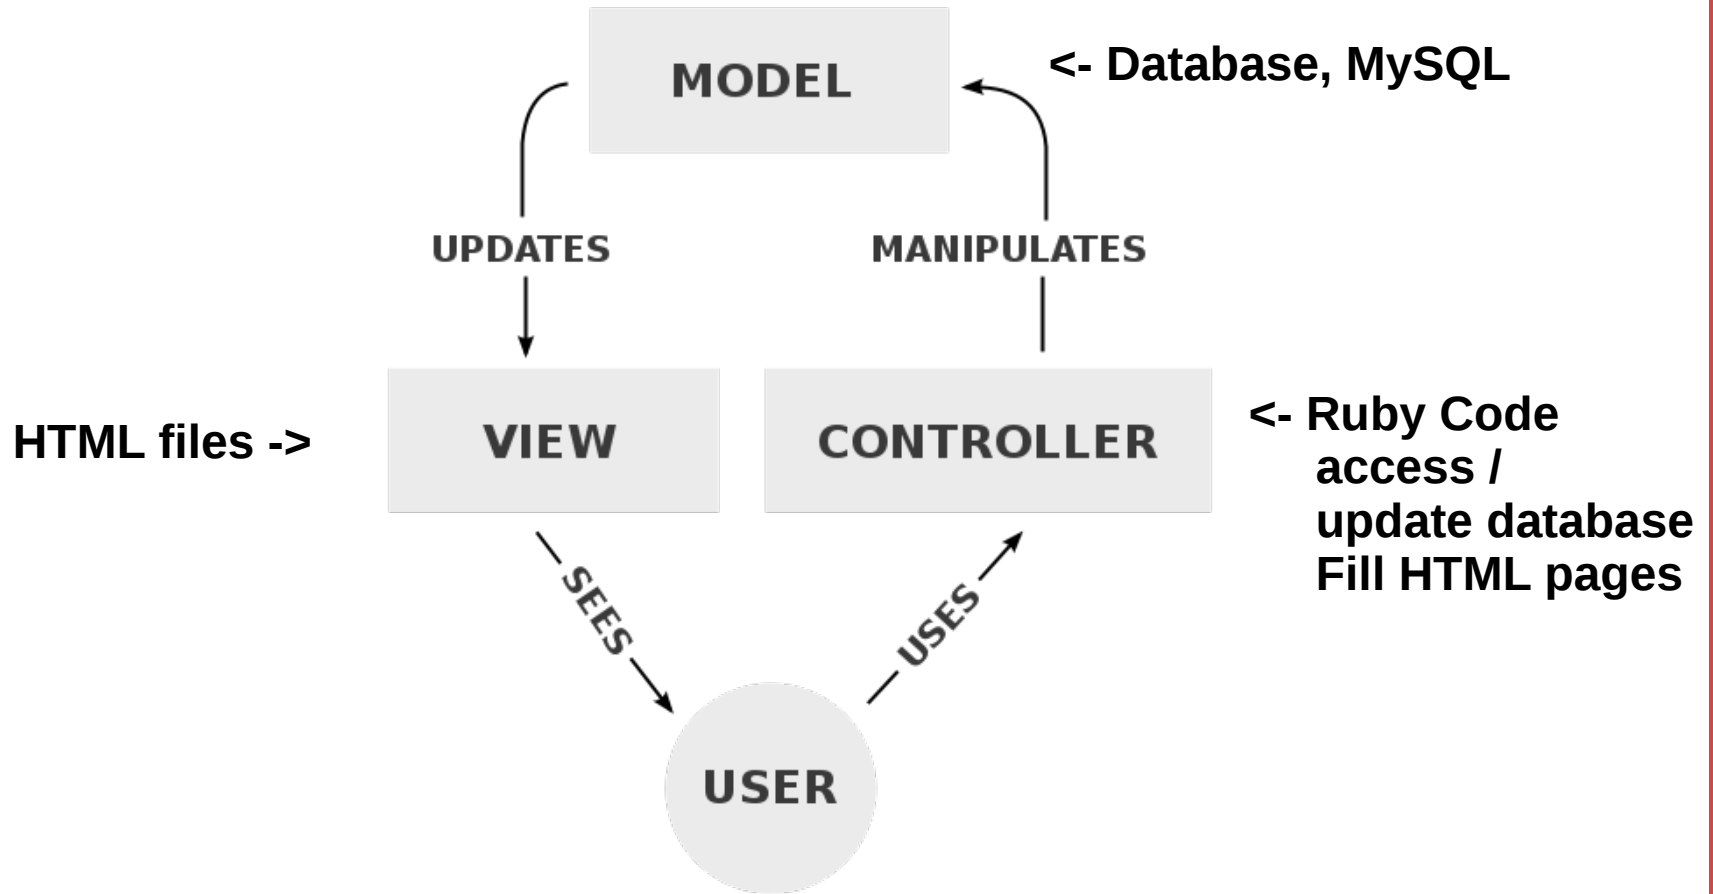 MODEL
<- Database, MySQL
UPDATES
MANIPULATES
HTML files ->
VIEW
CONTROLLER
<- Ruby Code
access /
update database
Fill HTML pages
SEES
USES
USER